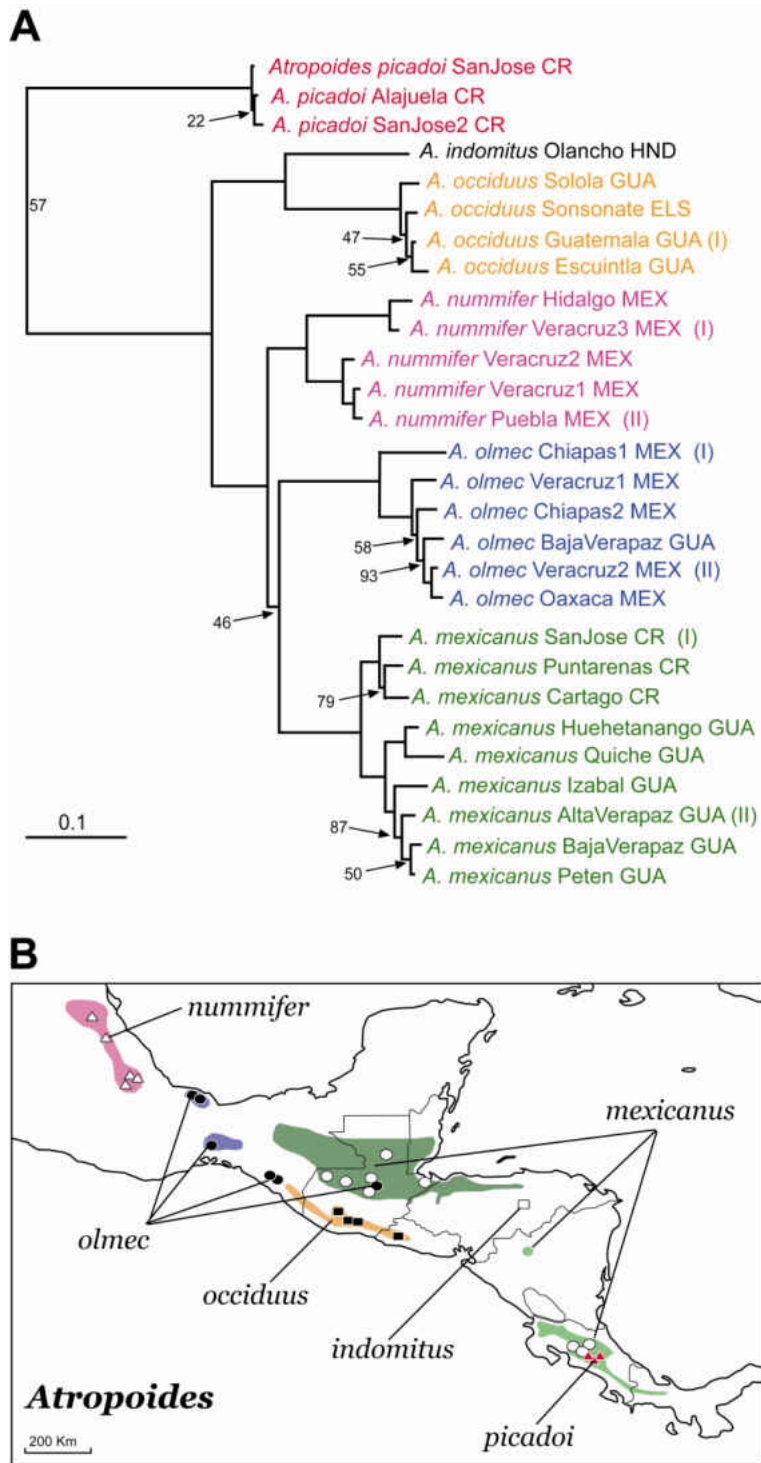 A
Atropoides picadoi SanJose CR
A. picadoi Alajuela CR
22
A. picadoi SanJose2 CR
A. indomitus Olancho HND
A. occiduus Solola GUA
57
A. occiduus Sonsonate ELS
47
A. occiduus Guatemala GUA (I)
55
A. occiduus Escuintla GUA
A. nummifer Hidalgo MEX
A. nummifer Veracruz3 MEX (I)
A. nummifer Veracruz2 MEX
A. nummifer Veracruz1 MEX
A. nummifer Puebla MEX (II)
A. olmec Chiapas1 MEX (I)
A. olmec Veracruz1 MEX
A. olmec Chiapas2 MEX
58
A. olmec BajaVerapaz GUA
93
A. olmec Veracruz2 MEX (II)
A. olmec Oaxaca MEX
46
A. mexicanus SanJose CR (I)
A. mexicanus Puntarenas CR
79
A. mexicanus Cartago CR
A. mexicanus Huehetanango GUA
A. mexicanus Quiche GUA
A. mexicanus Izabal GUA
0.1
A. mexicanus AltaVerapaz GUA (II)
87
A. mexicanus BajaVerapaz GUA
50
A. mexicanus Peten GUA
B
nummifer
mexicanus
olmec
occiduus
indomitus
Atropoides
picadoi
200 Km